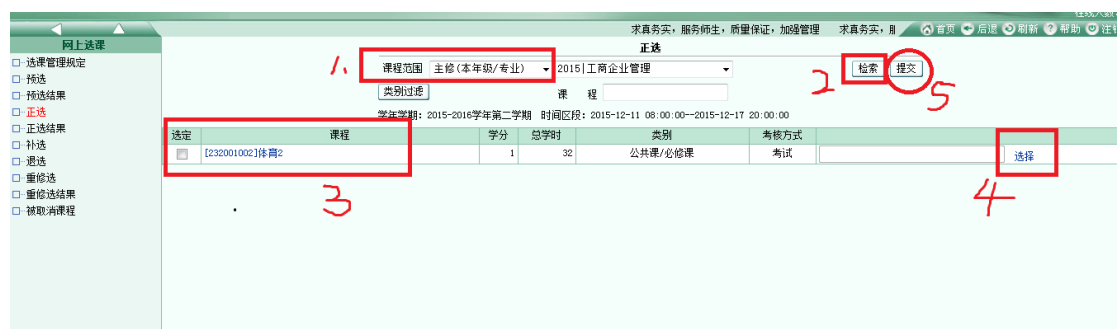 求真务实，服务师生，质量保证，加强管理 求真务实，服 首页 后退 刷新 帮助
网上选课
正选
选课管理规定
预选
预选结果
正选
正选结果
补选
退选
重修选
重修选结果
被取消课程
1. 课程范围 主修(本年级/专业) 2015|工商企业管理 2 检索 提交 5
类别过滤 课 程
学年学期：2015-2016学年第二学期 时间区段：2015-12-11 08:00:00--2015-12-17 20:00:00
选定 课程 学分 总学时 类别 考核方式
[232001002]体育2 1 32 公共课/必修课 考试 选择
3 4